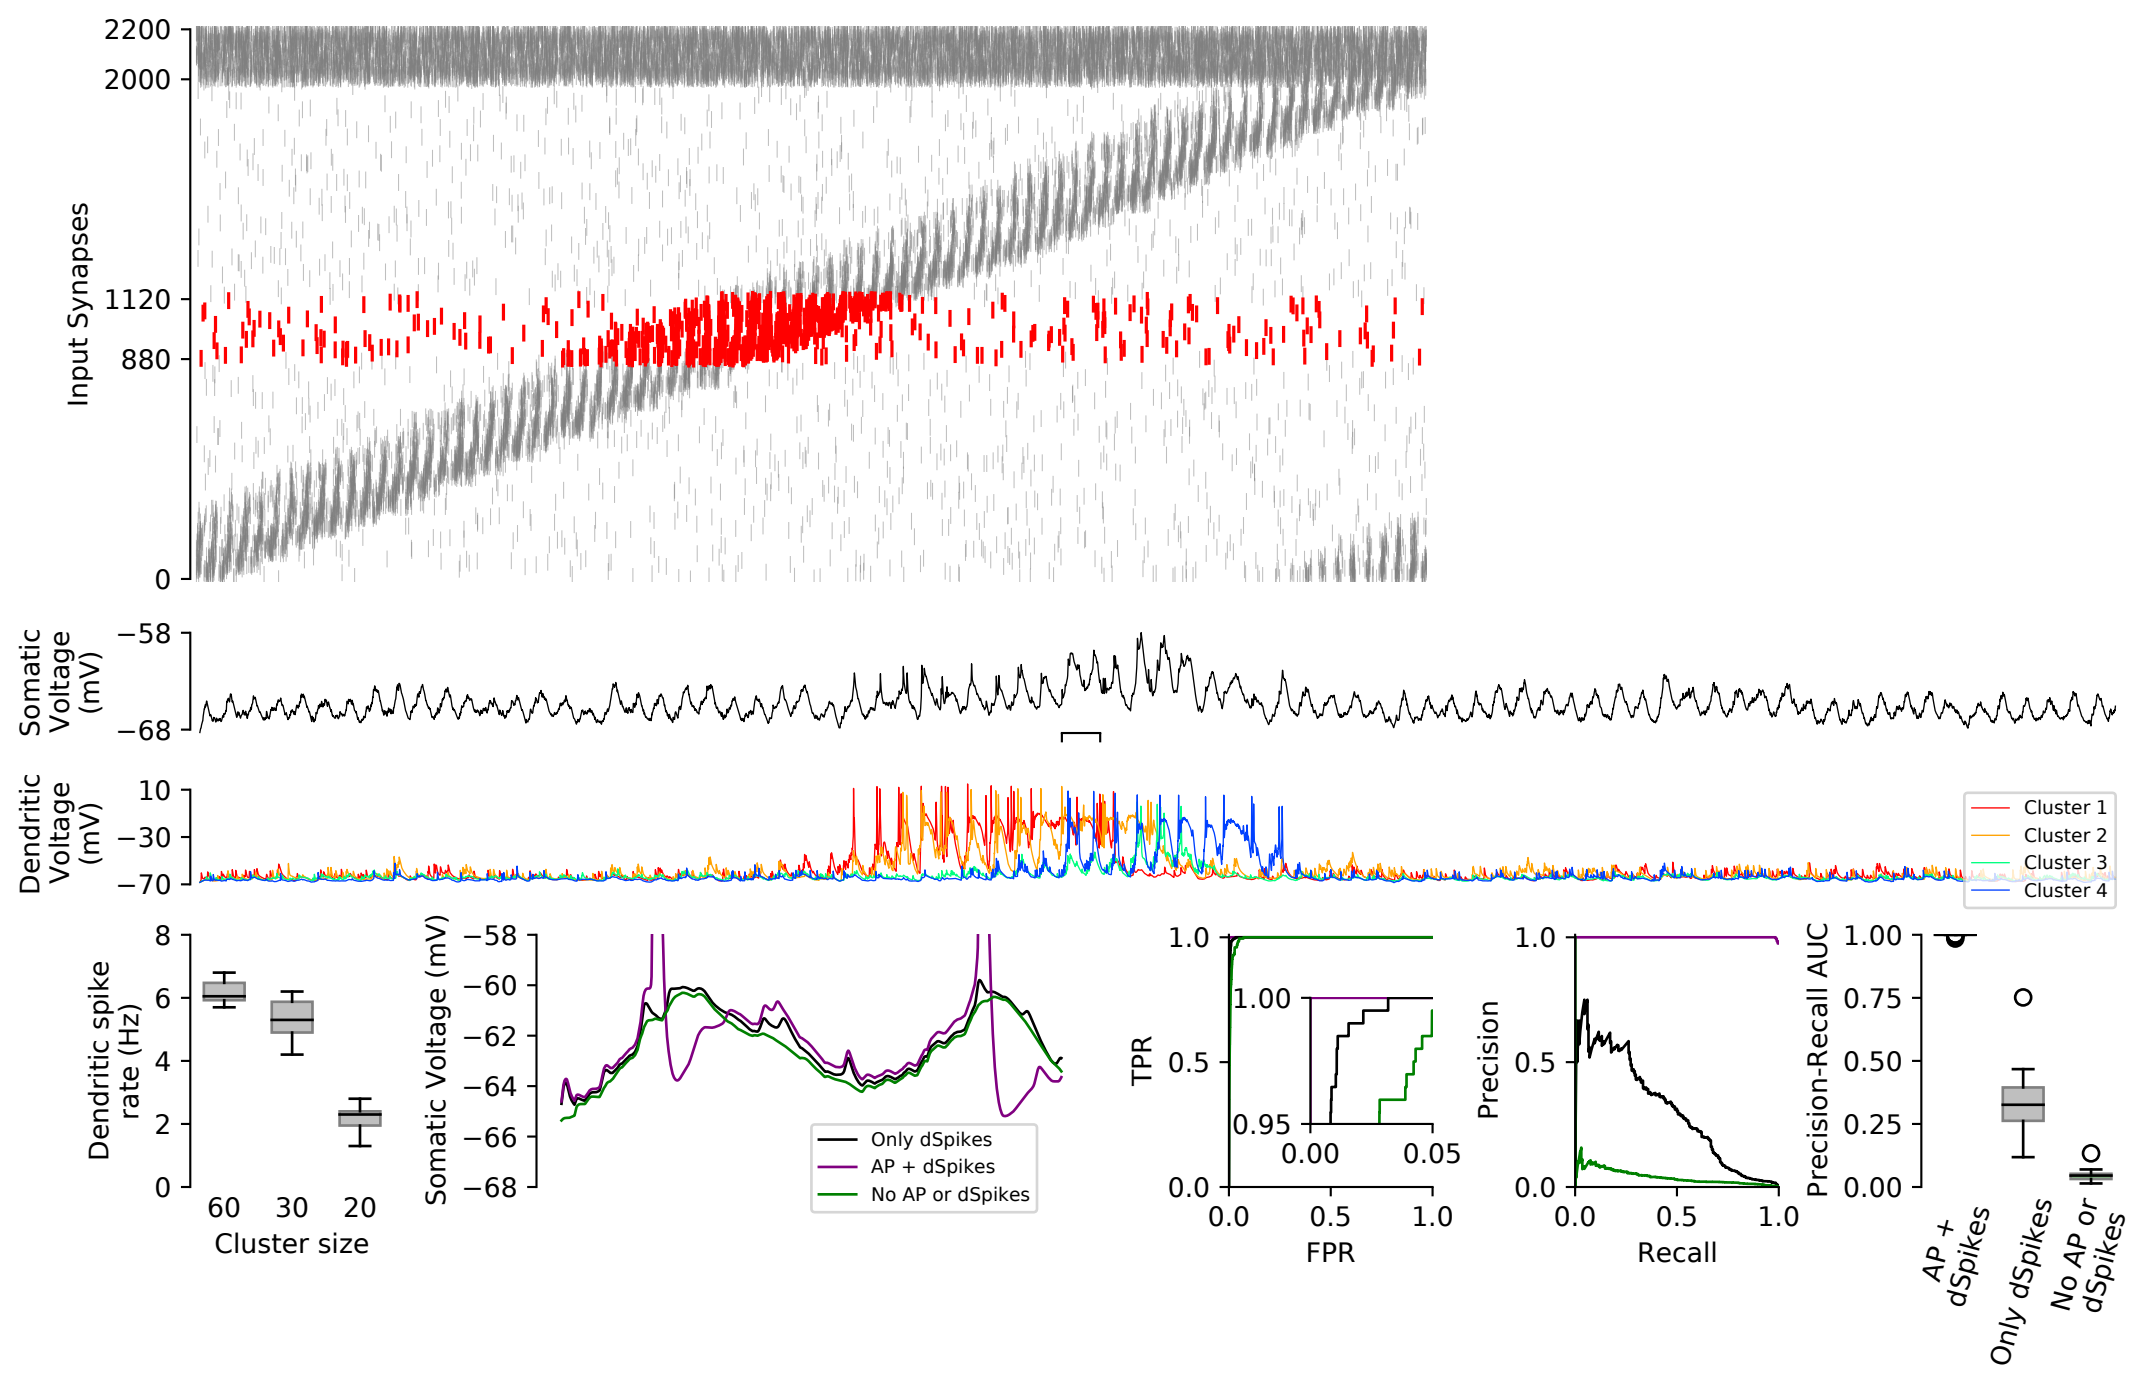 2200
2000
1120
880
0
Input Synapses
−58
−68
Somatic
Voltage
(mV)
10
−30
−70
Dendritic
Voltage
(mV)
Cluster 1
Cluster 2
Cluster 3
Cluster 4
8
6
4
2
0
Dendritic spike
rate (Hz)
60 30 20
Cluster size
−58
−60
−62
−64
−66
−68
Somatic Voltage (mV)
Only dSpikes
AP + dSpikes
No AP or dSpikes
1.0
0.5
0.0
TPR
1.00
0.95
0.00 0.05
0.0 0.5 1.0
FPR
1.0
0.5
0.0
Precision
0.0 0.5 1.0
Recall
1.00
0.75
0.50
0.25
0.00
Precision-Recall AUC
AP +
dSpikes
Only dSpikes
No AP or
dSpikes